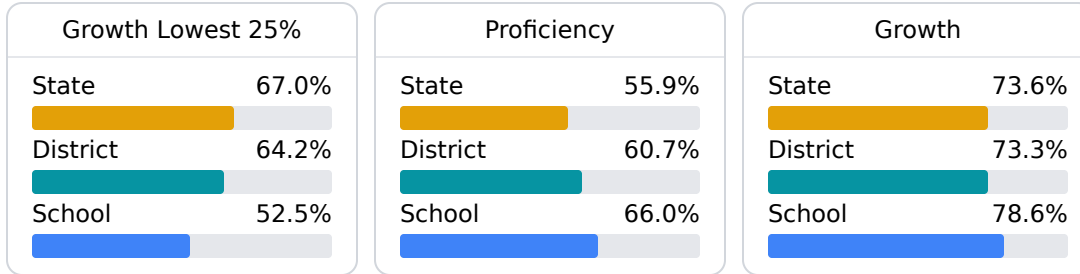 Growth Lowest 25%
State 67.0%
District 64.2%
School 52.5%
Proficiency
State 55.9%
District 60.7%
School 66.0%
Growth
State 73.6%
District 73.3%
School 78.6%